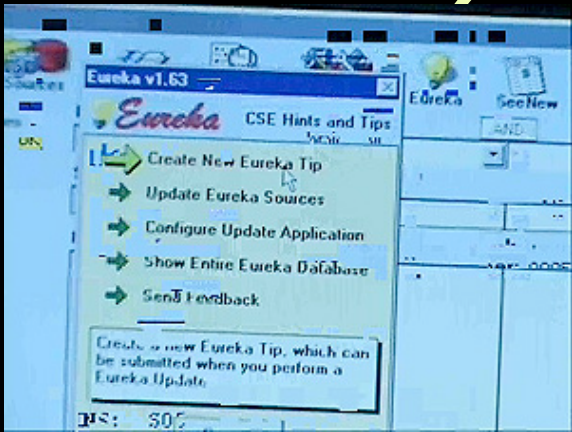 Eureka v1.63
Eureka
SeeNew
Eureka CSE Hints and Tips
AND
Create New Eureka Tip
Update Eureka Sources
Configure Update Application
Show Entire Eureka Database
Send Feedback
Create a new Eureka Tip, which can
be submitted when you perform a
Eureka Update